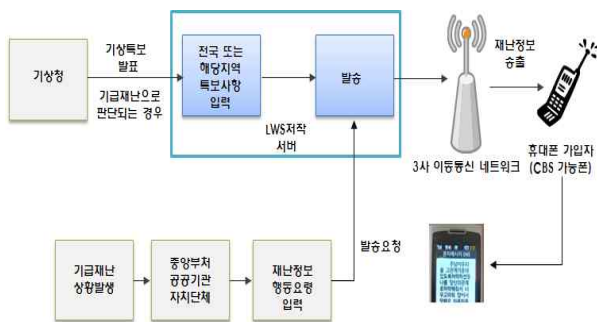 기상청
기상특보
발표
기급재난으로
판단되는 경우
전국 또는
해당지역
특보사항
입력
발송
LWS저작
서버
재난정보
송출
3사 이동통신 네트워크
휴대폰 가입자
(CBS 가능폰)
발송요청
기급재난
상황발생
중앙부처
공공기관
자치단체
재난정보
행동요령
입력